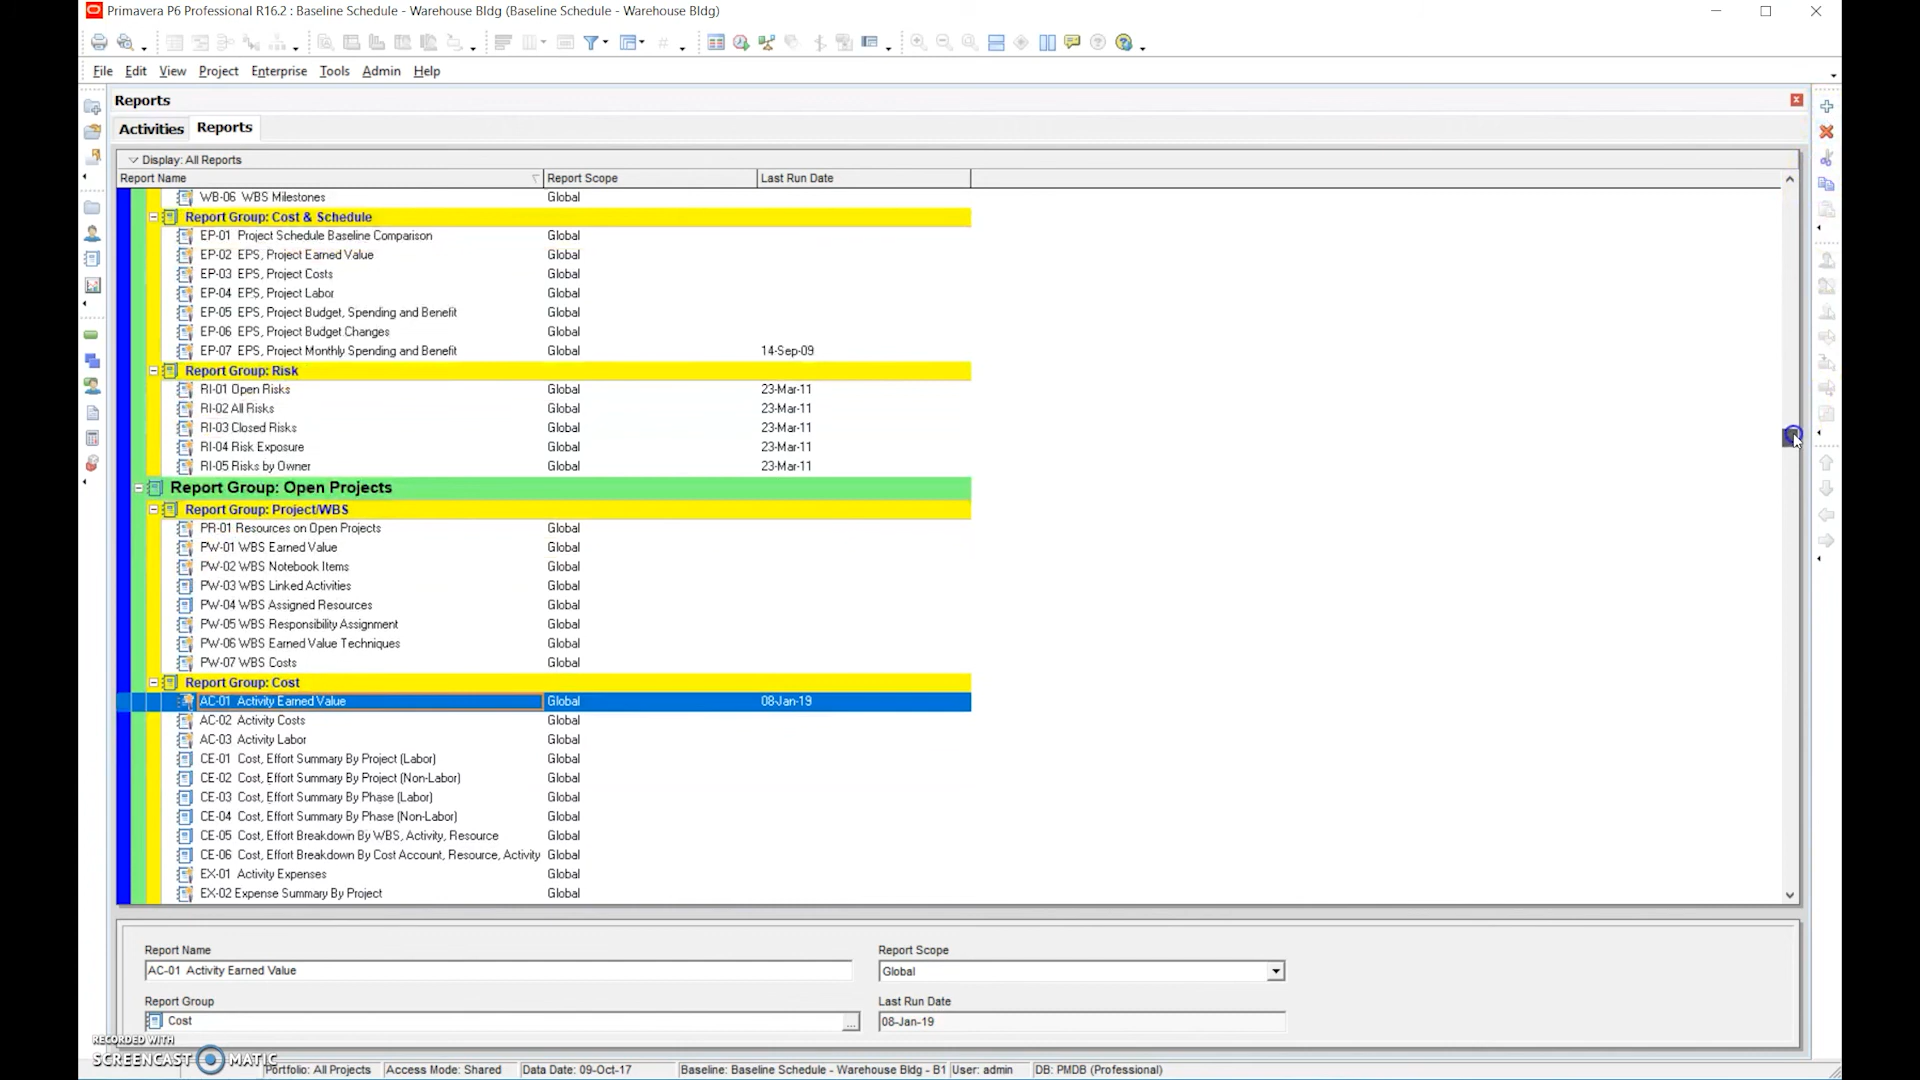 Primavera P6 Professional R16.2 : Baseline Schedule - Warehouse Bldg (Baseline Schedule - Warehouse Bldg)
File Edit View Project Enterprise Tools Admin Help
Reports
Activities Reports
Display: All Reports
Report Name Report Scope Last Run Date
WB-06 WBS Milestones Global
Report Group: Cost & Schedule
EP-01 Project Schedule Baseline Comparison Global
EP-02 EPS, Project Earned Value Global
EP-03 EPS, Project Costs Global
EP-04 EPS, Project Labor Global
EP-05 EPS, Project Budget, Spending and Benefit Global
EP-06 EPS, Project Budget Changes Global
EP-07 EPS, Project Monthly Spending and Benefit Global 14-Sep-09
Report Group: Risk
RI-01 Open Risks Global 23-Mar-11
RI-02 All Risks Global 23-Mar-11
RI-03 Closed Risks Global 23-Mar-11
RI-04 Risk Exposure Global 23-Mar-11
RI-05 Risks by Owner Global 23-Mar-11
Report Group: Open Projects
Report Group: Project/WBS
PR-01 Resources on Open Projects Global
PW-01 WBS Earned Value Global
PW-02 WBS Notebook Items Global
PW-03 WBS Linked Activities Global
PW-04 WBS Assigned Resources Global
PW-05 WBS Responsibility Assignment Global
PW-06 WBS Earned Value Techniques Global
PW-07 WBS Costs Global
Report Group: Cost
AC-01 Activity Earned Value Global 08-Jan-19
AC-02 Activity Costs Global
AC-03 Activity Labor Global
CE-01 Cost, Effort Summary By Project (Labor) Global
CE-02 Cost, Effort Summary By Project (Non-Labor) Global
CE-03 Cost, Effort Summary By Phase (Labor) Global
CE-04 Cost, Effort Summary By Phase (Non-Labor) Global
CE-05 Cost, Effort Breakdown By WBS, Activity, Resource Global
CE-06 Cost, Effort Breakdown By Cost Account, Resource, Activity Global
EX-01 Activity Expenses Global
EX-02 Expense Summary By Project Global
Report Name Report Scope
AC-01 Activity Earned Value Global
Report Group Last Run Date
Cost ... 08-Jan-19
RECORDED WITH
SCREENCAST MATIC
Portfolio: All Projects Access Mode: Shared Data Date: 09-Oct-17 Baseline: Baseline Schedule - Warehouse Bldg - B1 User: admin DB: PMDB (Professional)